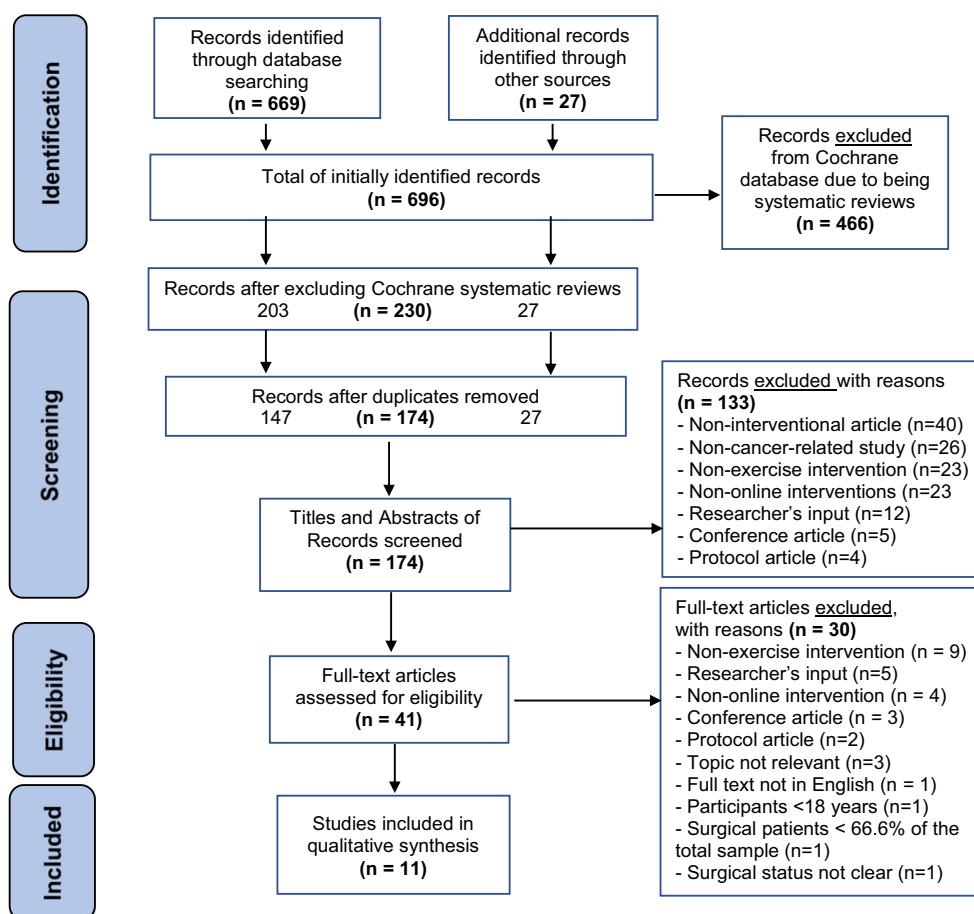 Identification
Records identified
through database
searching
(n = 669)
Additional records
identified through
other sources
(n = 27)
Total of initially identified records
(n = 696)
Records excluded
from Cochrane
database due to being
systematic reviews
(n = 466)
Screening
Records after excluding Cochrane systematic reviews
203 (n = 230) 27
Records after duplicates removed
147 (n = 174) 27
Titles and Abstracts of
Records screened
(n = 174)
Records excluded with reasons
(n = 133)
- Non-interventional article (n=40)
- Non-cancer-related study (n=26)
- Non-exercise intervention (n=23)
- Non-online interventions (n=23
- Researcher's input (n=12)
- Conference article (n=5)
- Protocol article (n=4)
Eligibility
Full-text articles
assessed for eligibility
(n = 41)
Full-text articles excluded,
with reasons (n = 30)
- Non-exercise intervention (n = 9)
- Researcher's input (n=5)
- Non-online intervention (n = 4)
- Conference article (n = 3)
- Protocol article (n=2)
- Topic not relevant (n=3)
- Full text not in English (n = 1)
- Participants <18 years (n=1)
- Surgical patients < 66.6% of the
total sample (n=1)
- Surgical status not clear (n=1)
Included
Studies included in
qualitative synthesis
(n = 11)